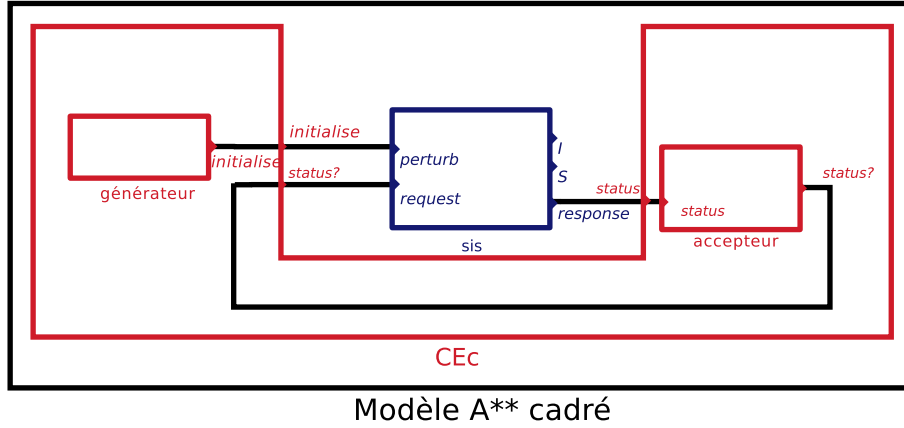 initialise
initialise
générateur
status?
perturb
request
I
S
response
sis
status
status
accepteur
status?
CEc
Modèle A** cadré